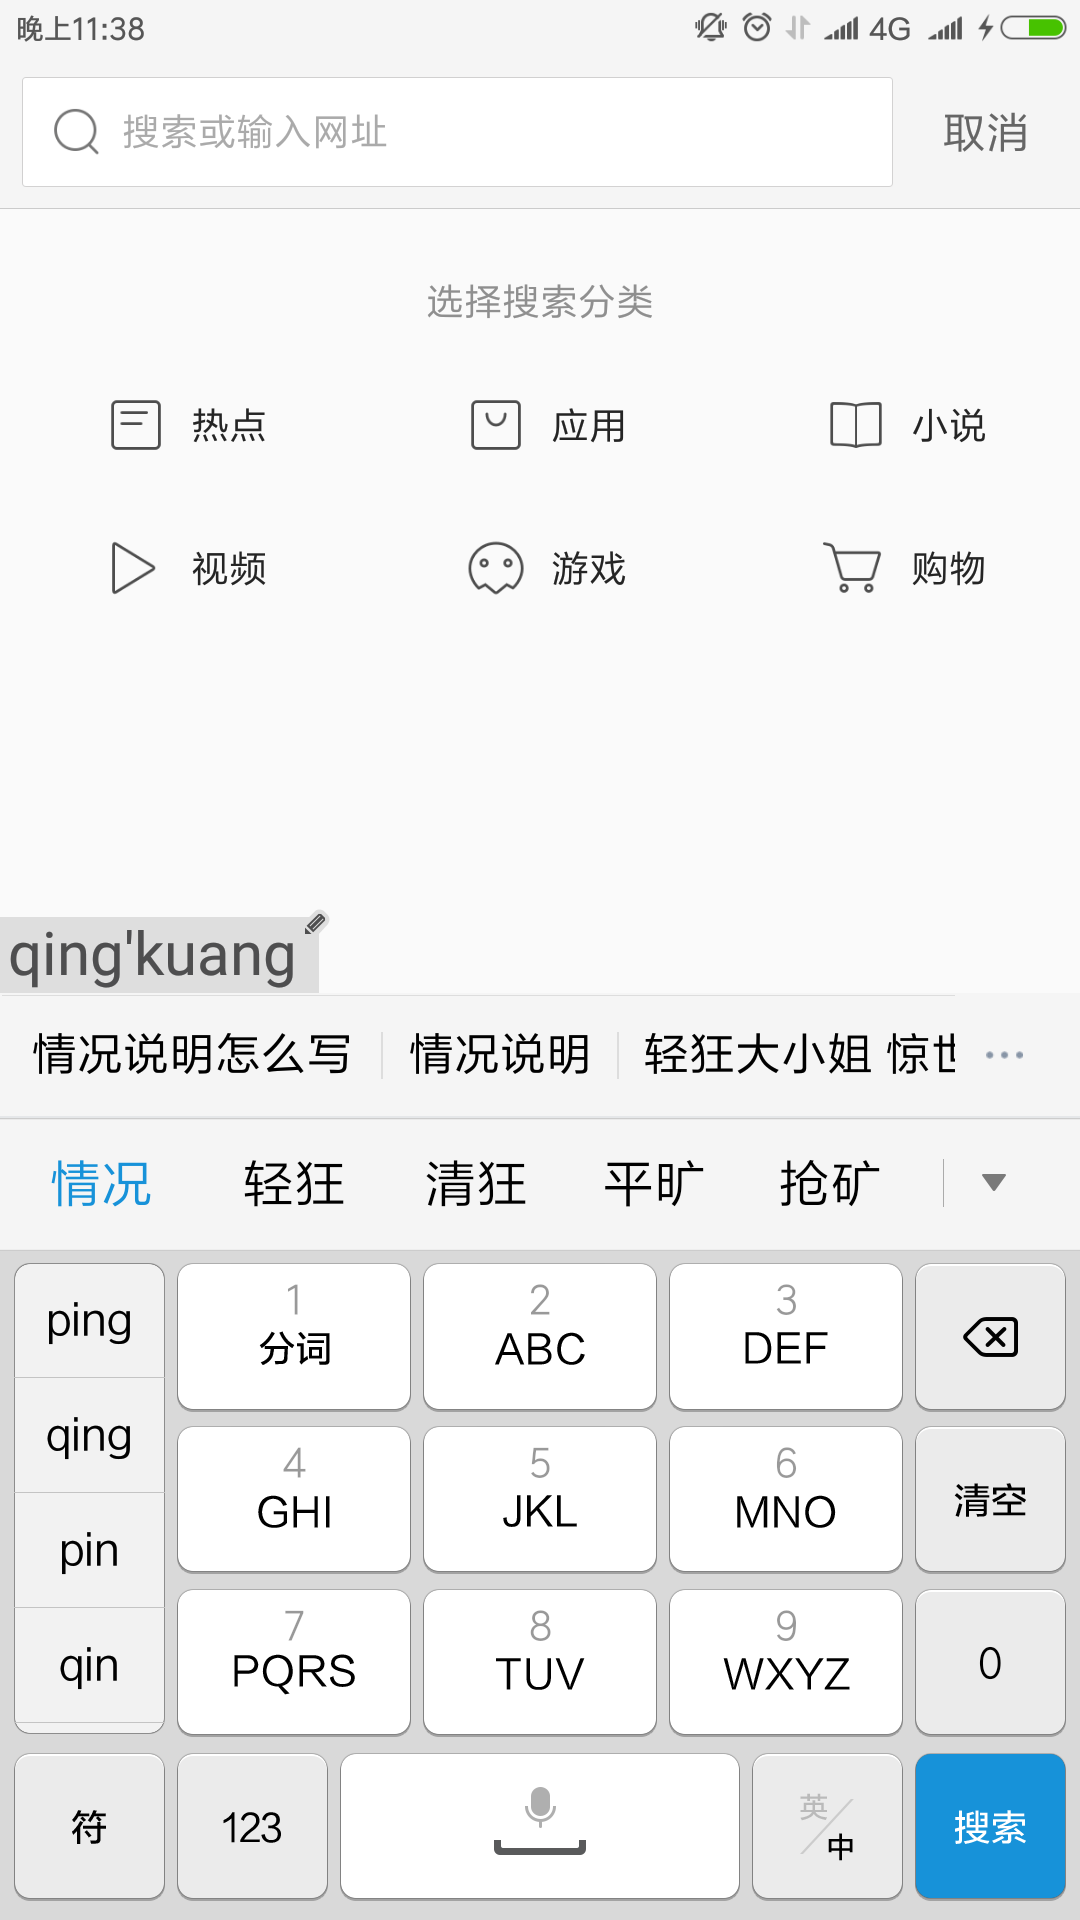 晚上11:38 4G
搜索或输入网址 取消
选择搜索分类
热点 应用 小说
视频 游戏 购物
qing'kuang
情况说明怎么写 情况说明 轻狂大小姐 惊世
情况 轻狂 清狂 平旷 抢矿
ping
qing
pin
qin
1 2 3
分词 ABC DEF
4 5 6
GHI JKL MNO 清空
7 8 9
PQRS TUV WXYZ 0
符 123 英/中 搜索